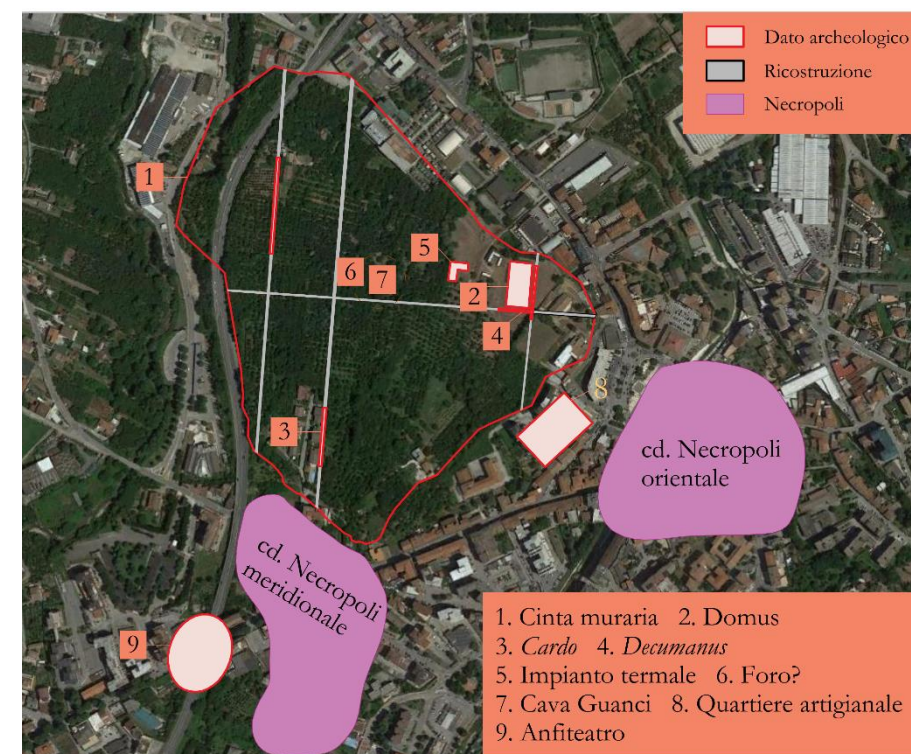 Dato archeologico
Ricostruzione
Necropoli
1
5
6
7
2
4
8
3
cd. Necropoli
orientale
cd. Necropoli
meridionale
9
1. Cinta muraria 2. Domus
3. Cardo 4. Decumanus
5. Impianto termale 6. Foro?
7. Cava Guanci 8. Quartiere artigianale
9. Anfiteatro